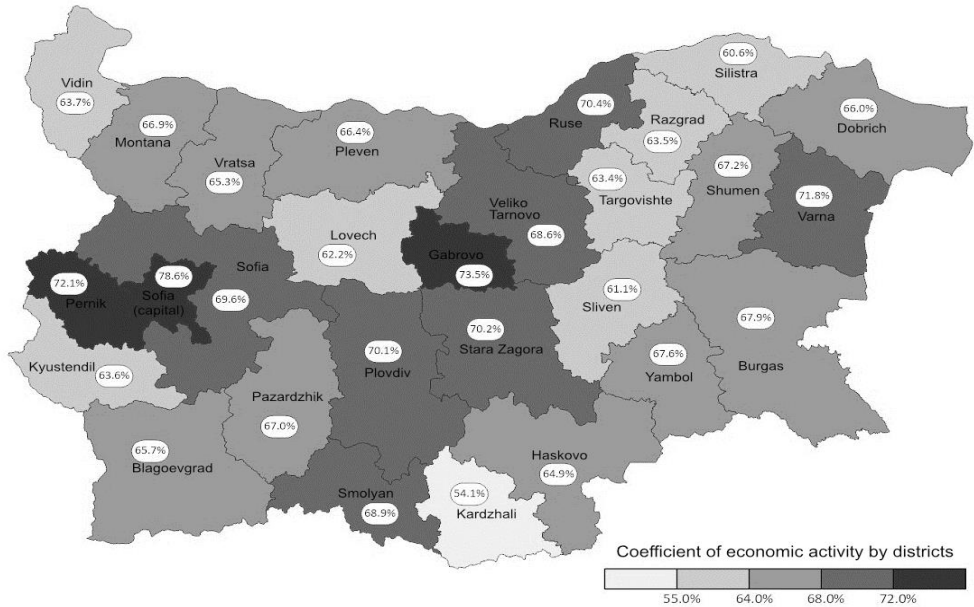 60.6%
Silistra
Vidin
63.7%
70.4%
Ruse
66.0%
Dobrich
66.9%
Montana
66.4%
Pleven
Razgrad
63.5%
Vratsa
65.3%
67.2%
Shumen
63.4%
Targovishte
71.8%
Varna
Veliko
Tarnovo
68.6%
Lovech
62.2%
Gabrovo
73.5%
Sofia
69.6%
78.6%
Sofia
(capital)
72.1%
Pernik
61.1%
Sliven
67.9%
Burgas
70.2%
Stara Zagora
70.1%
Plovdiv
67.6%
Yambol
Kyustendil
63.6%
Pazardzhik
67.0%
65.7%
Blagoevgrad
Haskovo
64.9%
Smolyan
68.9%
54.1%
Kardzhali
Coefficient of economic activity by districts
55.0% 64.0% 68.0% 72.0%